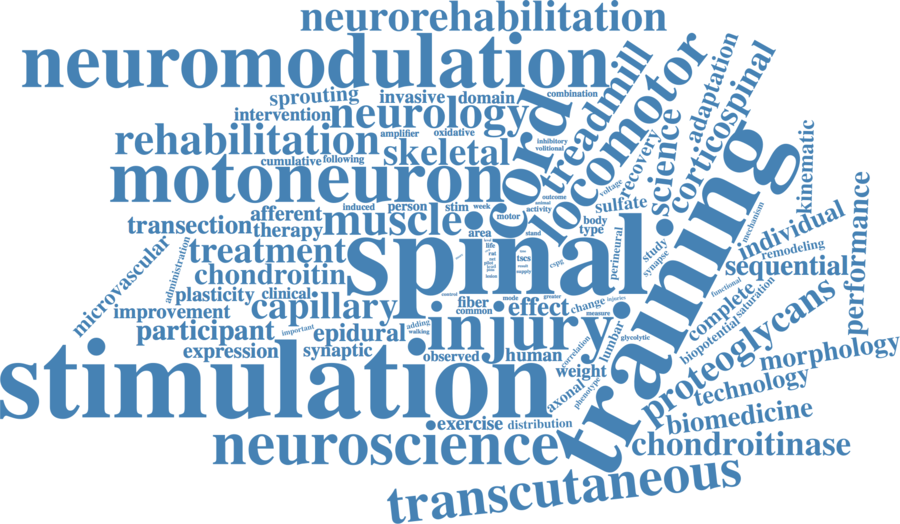 neurorehabilitation
neuromodulation
sprouting
invasive
domain
combination
intervention
neurology
rehabilitation
amplifier
oxidative
cumulative
following
skeletal
motoneuron
cord
treadmill
locomotor
adaptation
corticospinal
science
recovery
inhibitory
volitional
voltage
outcome
activity
sulfate
kinematic
transection
afferent
therapy
induced
person
stim
week
motor
muscle
area
stand
body
type
microvascular
administration
treatment
chondroitin
spinal
life
rat
tscs
supply
cspg
perineurial
study
synapse
mechanism
individual
remodeling
performance
sequential
training
plasticity
clinical
improvement
capillary
control
fiber
common
mode
greater
effect
change
injuries
measure
functional
complete
saturation
biopotential
participant
important
epidural
adding
walking
injury
correlation
lumbar
glycolytic
proteoglycans
expression
synaptic
observed
human
weight
axonal
phenotype
morphology
technology
stimulation
exercise
distribution
biomedicine
neuroscience
chondroitinase
transcutaneous